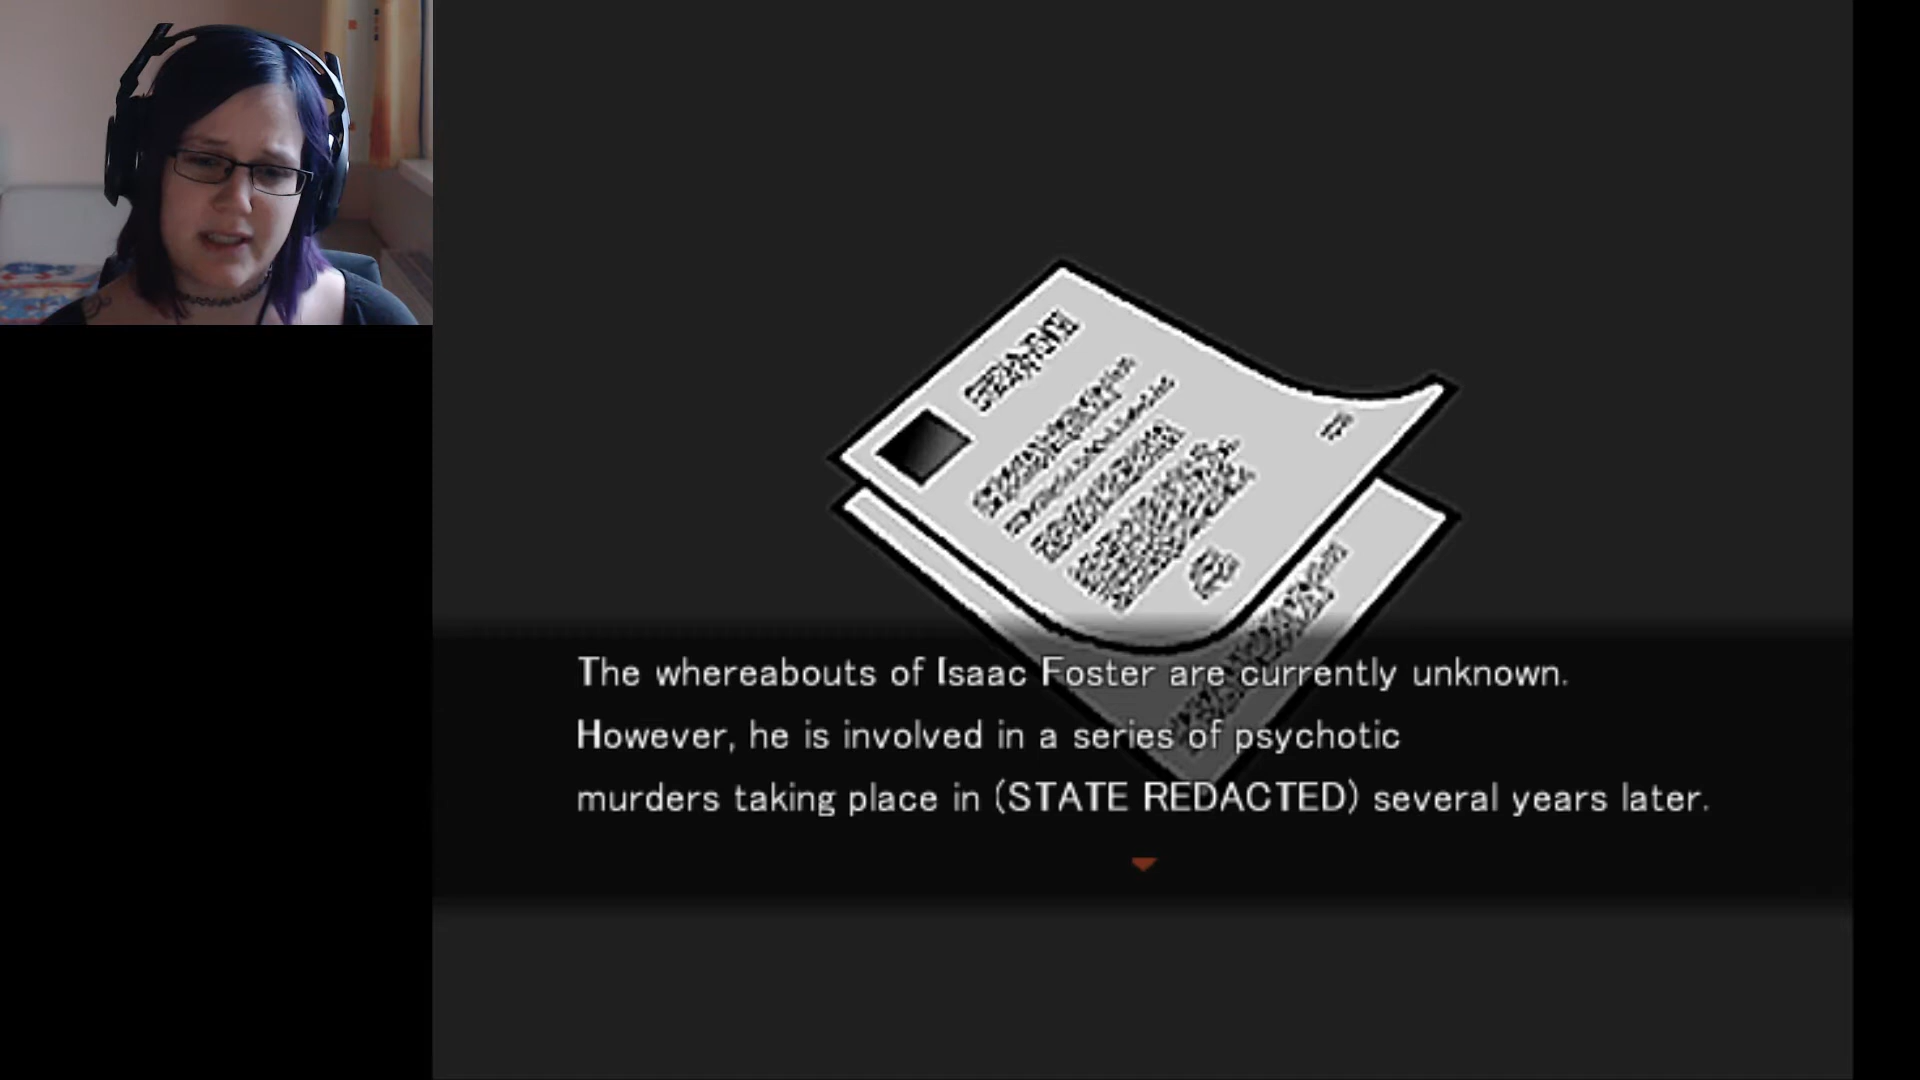 The whereabouts of Isaac Foster are currently unknown.
However, he is involved in a series of psychotic
murders taking place in (STATE REDACTED) several years later.